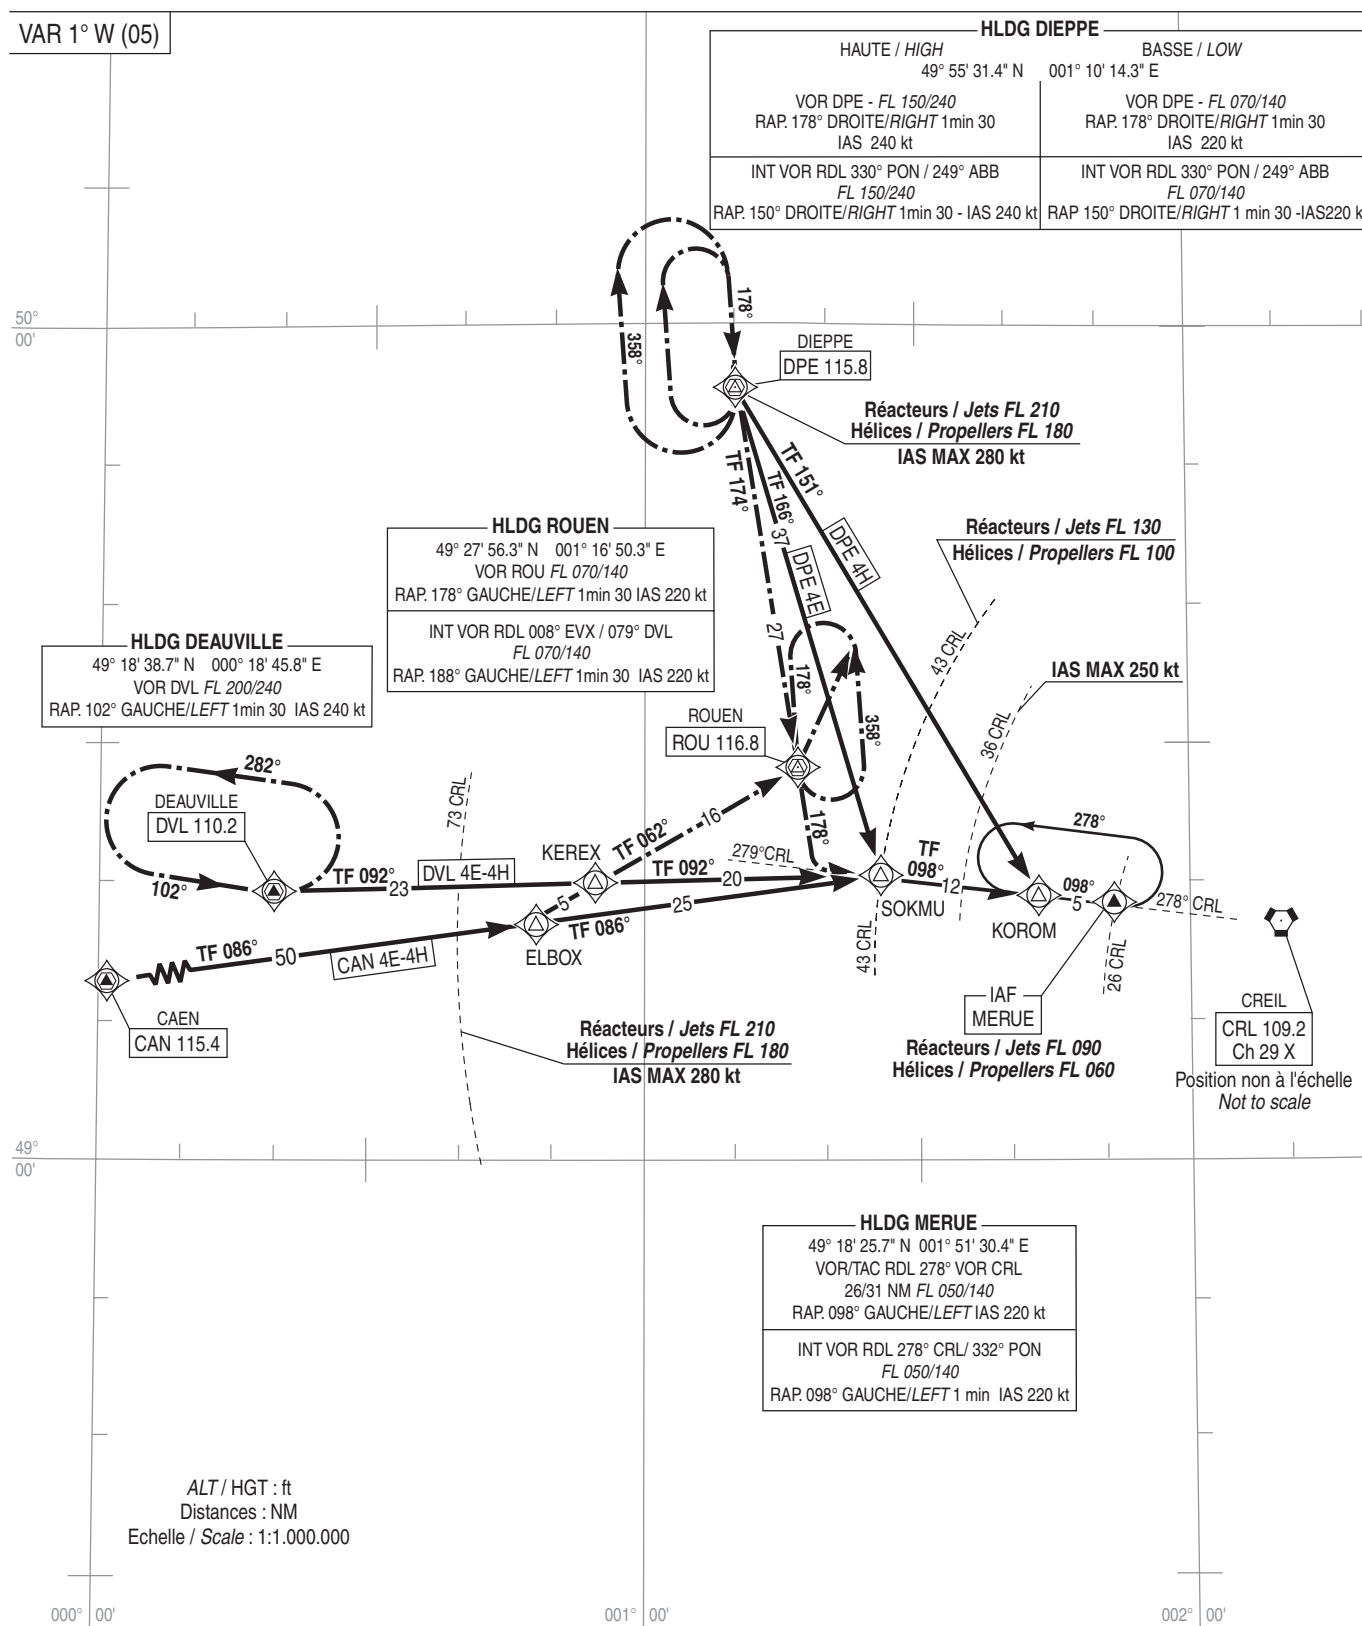 VAR 1° W (05)
HLDG DIEPPE
HAUTE / HIGH
BASSE / LOW
49° 55' 31.4" N 001° 10' 14.3" E
VOR DPE - FL 150/240
RAP. 178° DROITE/RIGHT 1min 30
IAS 240 kt
VOR DPE - FL 070/140
RAP. 178° DROITE/RIGHT 1min 30
IAS 220 kt
INT VOR RDL 330° PON / 249° ABB
FL 150/240
RAP. 150° DROITE/RIGHT 1min 30 - IAS 240 kt
INT VOR RDL 330° PON / 249° ABB
FL 070/140
RAP 150° DROITE/RIGHT 1 min 30 -IAS220 k
50°
00'
178°
358°
DIEPPE
DPE 115.8
Réacteurs / Jets FL 210
Hélices / Propellers FL 180
IAS MAX 280 kt
TF 174°
27
TF 166°
37
DPE 4E
TF 151°
DPE 4H
Réacteurs / Jets FL 130
Hélices / Propellers FL 100
43 CRL
IAS MAX 250 kt
36 CRL
HLDG ROUEN
49° 27' 56.3" N 001° 16' 50.3" E
VOR ROU FL 070/140
RAP. 178° GAUCHE/LEFT 1min 30 IAS 220 kt
INT VOR RDL 008° EVX / 079° DVL
FL 070/140
RAP. 188° GAUCHE/LEFT 1min 30 IAS 220 kt
HLDG DEAUVILLE
49° 18' 38.7" N 000° 18' 45.8" E
VOR DVL FL 200/240
RAP. 102° GAUCHE/LEFT 1min 30 IAS 240 kt
178°
358°
ROUEN
ROU 116.8
178°
282°
DEAUVILLE
DVL 110.2
102°
73 CRL
TF 092°
23
DVL 4E-4H
KEREX
TF 062°
16
5
TF 092°
20
279°CRL
TF 086°
25
ELBOX
TF 086°
50
CAN 4E-4H
CAEN
CAN 115.4
SOKMU
43 CRL
TF
098°
12
KOROM
278°
098°
5
278° CRL
26 CRL
IAF
MERUE
Réacteurs / Jets FL 090
Hélices / Propellers FL 060
CREIL
CRL 109.2
Ch 29 X
Position non à l'échelle
Not to scale
Réacteurs / Jets FL 210
Hélices / Propellers FL 180
IAS MAX 280 kt
49°
00'
HLDG MERUE
49° 18' 25.7" N 001° 51' 30.4" E
VOR/TAC RDL 278° VOR CRL
26/31 NM FL 050/140
RAP. 098° GAUCHE/LEFT IAS 220 kt
INT VOR RDL 278° CRL/ 332° PON
FL 050/140
RAP. 098° GAUCHE/LEFT 1 min IAS 220 kt
ALT / HGT : ft
Distances : NM
Echelle / Scale : 1:1.000.000
000° 00'
001° 00'
002° 00'